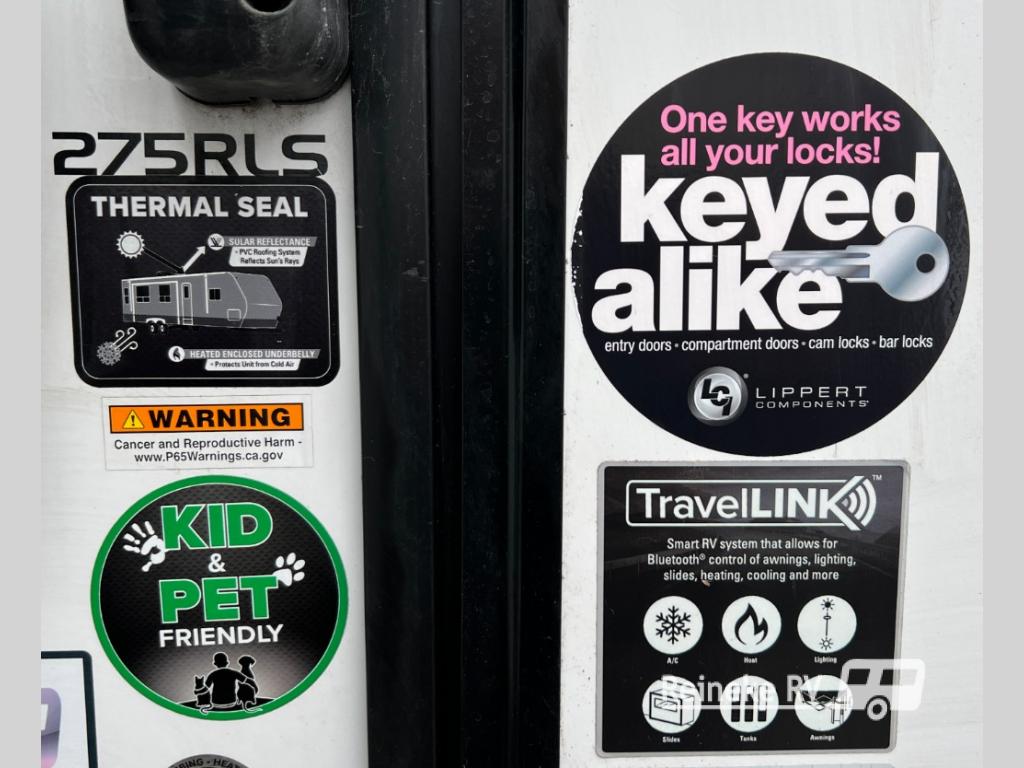 275RLS
THERMAL SEAL
SOLAR REFLECTANCE
• PVC Roofing System
Reflects Sun's Rays
HEATED ENCLOSED UNDERBELLY
• Protects Unit from Cold Air
WARNING
Cancer and Reproductive Harm -
www.P65Warnings.ca.gov
KID
&
PET
FRIENDLY
One key works
all your locks!
keyed
alike
entry doors • compartment doors • cam locks • bar locks
LCI® LIPPERT
COMPONENTS®
TravelLINK™
Smart RV system that allows for
Bluetooth® control of awnings, lighting,
slides, heating, cooling and more
A/C Heat Lighting
Reineke RV
Slides Tanks Awnings